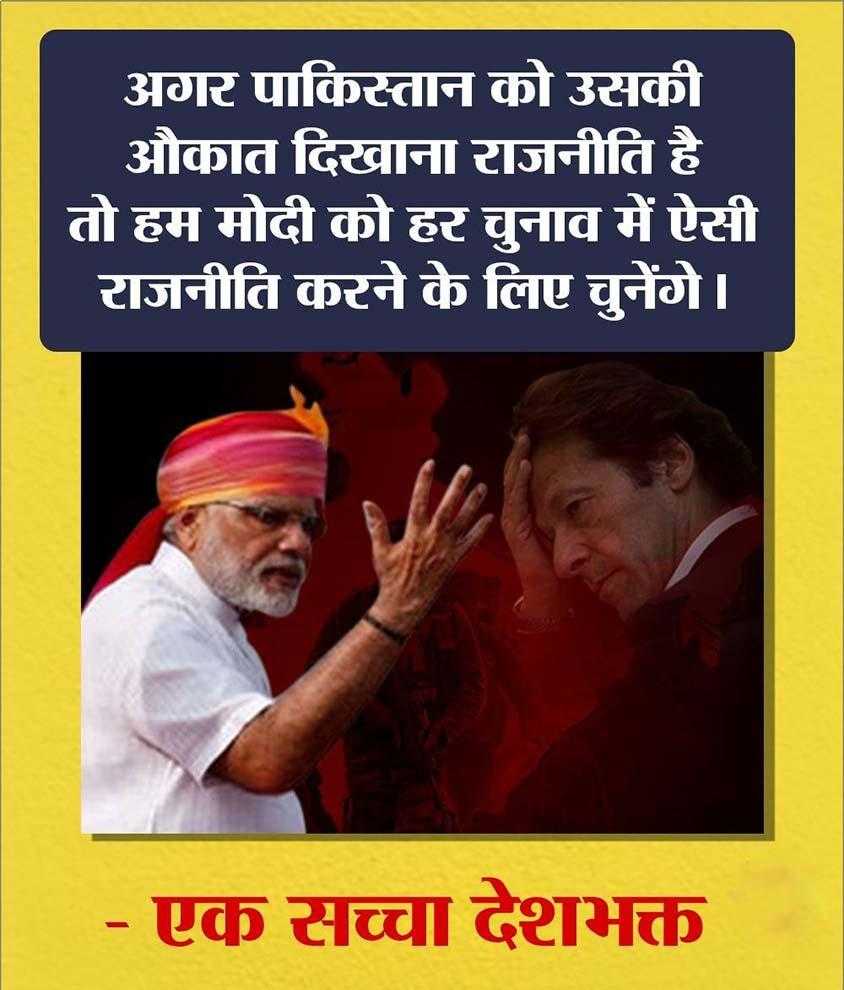 अगर पाकिस्तान को उसकी
औकात दिखाना राजनीति है
तो हम मोदी को हर चुनाव में ऐसी
राजनीति करने के लिए चुनेंगे।
- एक सच्चा देशभक्त